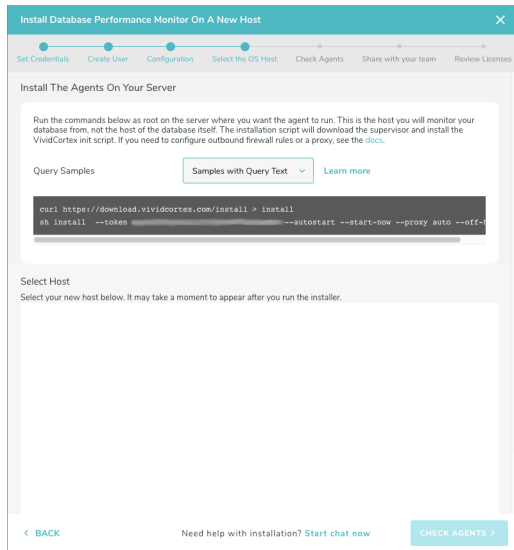 Install Database Performance Monitor On A New Host
Set Credentials Create User Configuration Select the OS Host Check Agents Share with your team Review Licenses
Install The Agents On Your Server
Run the commands below as root on the server where you want the agent to run. This is the host you will monitor your
database from, not the host of the database itself. The installation script will download the supervisor and install the
VividCortex init script. If you need to configure outbound firewall rules or a proxy, see the docs.
Query Samples Samples with Query Text Learn more
curl https://download.vividcortex.com/install > install
sh install --token --autostart --start-now --proxy auto --off-h
Select Host
Select your new host below. It may take a moment to appear after you run the installer.
< BACK Need help with installation? Start chat now CHECK AGENTS >